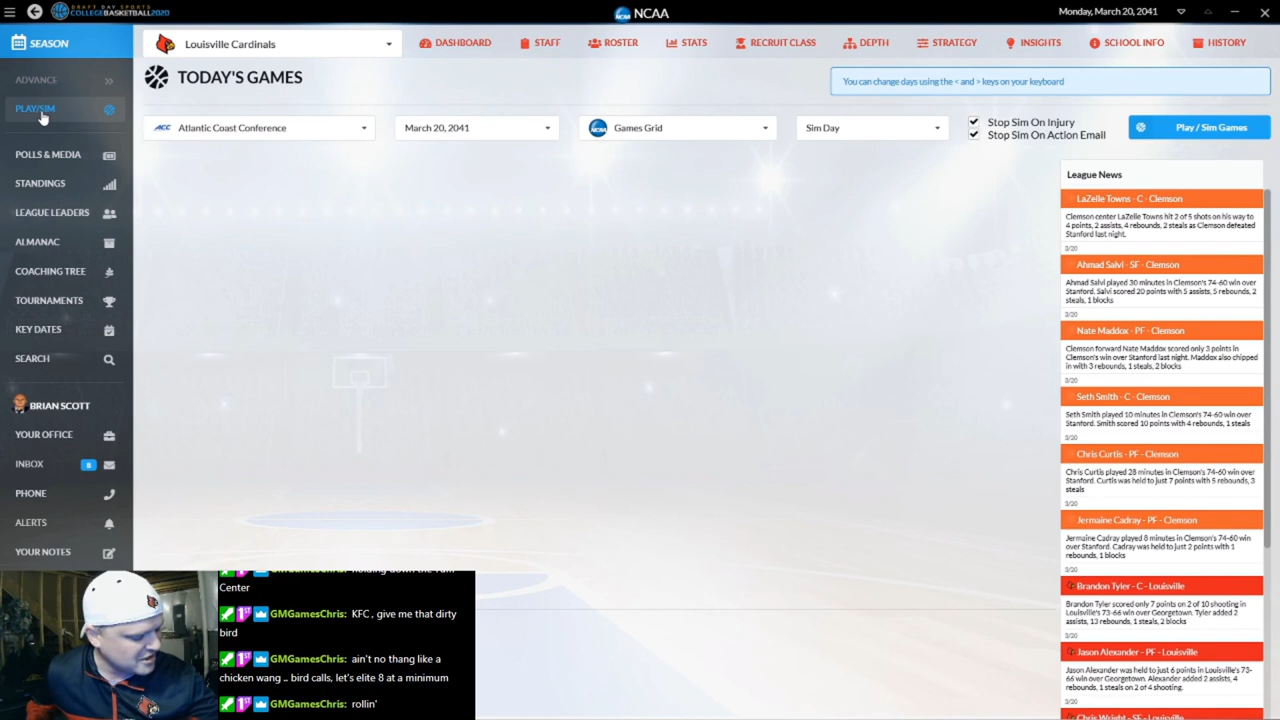 DRAFT DAY SPORTS
COLLEGEBASKETBALL2020
NCAA
Monday, March 20, 2041
SEASON
Louisville Cardinals
DASHBOARD
STAFF
ROSTER
STATS
RECRUIT CLASS
DEPTH
STRATEGY
INSIGHTS
SCHOOL INFO
HISTORY
ADVANCE
PLAY/SIM
POLLS & MEDIA
STANDINGS
LEAGUE LEADERS
ALMANAC
COACHING TREE
TOURNAMENTS
KEY DATES
SEARCH
BRIAN SCOTT
YOUR OFFICE
INBOX 8
PHONE
ALERTS
YOUR NOTES
TODAY'S GAMES
You can change days using the < and > keys on your keyboard
ACC Atlantic Coast Conference
March 20, 2041
Games Grid
Sim Day
Stop Sim On Injury
Stop Sim On Action Email
Play / Sim Games
League News
LaZelle Towns - C - Clemson
Clemson center LaZelle Towns hit 2 of 5 shots on his way to
4 points, 2 assists, 4 rebounds, 2 steals as Clemson defeated
Stanford last night.
3/20
Ahmad Salvi - SF - Clemson
Ahmad Salvi played 30 minutes in Clemson's 74-60 win over
Stanford. Salvi scored 20 points with 5 assists, 5 rebounds, 2
steals, 1 blocks
3/20
Nate Maddox - PF - Clemson
Clemson forward Nate Maddox scored only 3 points in
Clemson's win over Stanford last night. Maddox also chipped
in with 3 rebounds, 1 steals, 2 blocks
3/20
Seth Smith - C - Clemson
Seth Smith played 10 minutes in Clemson's 74-60 win over
Stanford. Smith scored 10 points with 4 rebounds, 1 steals
3/20
Chris Curtis - PF - Clemson
Chris Curtis played 28 minutes in Clemson's 74-60 win over
Stanford. Curtis was held to just 7 points with 5 rebounds, 3
steals
3/20
Jermaine Cadray - PF - Clemson
Jermaine Cadray played 8 minutes in Clemson's 74-60 win
over Stanford. Cadray was held to just 2 points with 1
rebounds, 1 blocks
3/20
Brandon Tyler - C - Louisville
Brandon Tyler scored only 7 points on 2 of 10 shooting in
Louisville's 73-66 win over Georgetown. Tyler added 2
assists, 13 rebounds, 1 steals, 2 blocks
3/20
Jason Alexander - PF - Louisville
Jason Alexander was held to just 6 points in Louisville's 73-
66 win over Georgetown. Alexander added 2 assists, 4
rebounds, 1 steals on 2 of 4 shooting.
3/20
Chris Wright - SF - Louisville
Center
GMGamesChris: KFC , give me that dirty
bird
GMGamesChris: ain't no thang like a
chicken wang .. bird calls, let's elite 8 at a minimum
GMGamesChris: rollin'